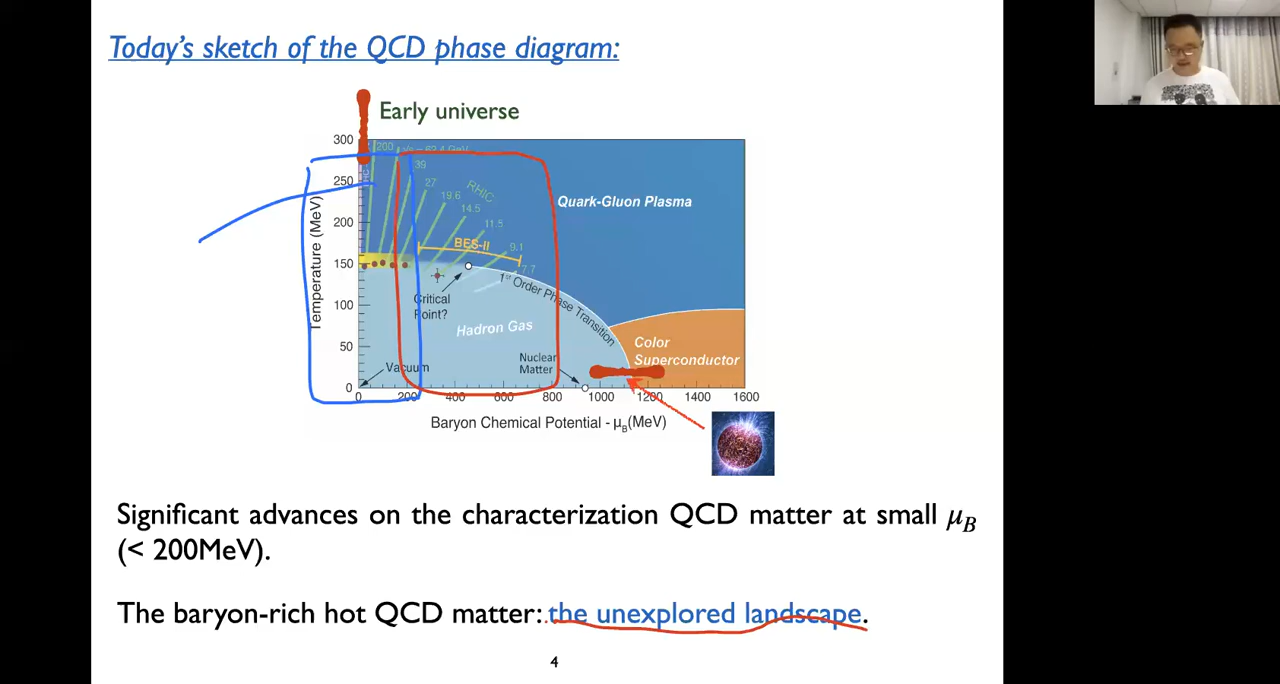 Today's sketch of the QCD phase diagram:
Early universe
300
250
200
150
100
50
0
Temperature (MeV)
200
62.4 GeV
39
27
19.6
14.5
11.5
9.1
7.7
RHIC
BES-II
Quark-Gluon Plasma
Critical
Point?
1st Order Phase Transition
Hadron Gas
Color
Superconductor
Nuclear
Matter
Vacuum
0 200 400 600 800 1000 1200 1400 1600
Baryon Chemical Potential - μB(MeV)
Significant advances on the characterization QCD matter at small μB
(< 200MeV).
The baryon-rich hot QCD matter: the unexplored landscape.
4